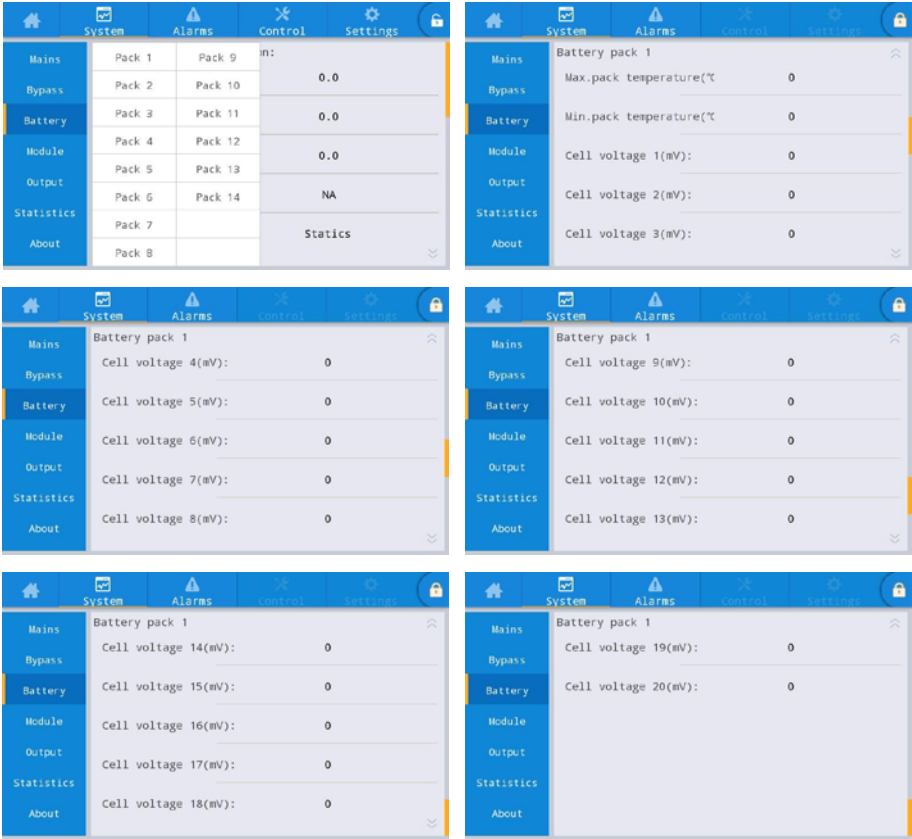 System Alarms Control Settings
Mains
Bypass
Battery
Module
Output
Statistics
About
Pack 1 Pack 9
Pack 2 Pack 10
Pack 3 Pack 11
Pack 4 Pack 12
Pack 5 Pack 13
Pack 6 Pack 14
Pack 7
Pack 8
n:
0.0
0.0
0.0
NA
Statics
System Alarms Control Settings
Mains
Bypass
Battery
Module
Output
Statistics
About
Battery pack 1
Max.pack temperature(℃ 0
Min.pack temperature(℃ 0
Cell voltage 1(mV): 0
Cell voltage 2(mV): 0
Cell voltage 3(mV): 0
System Alarms Control Settings
Mains
Bypass
Battery
Module
Output
Statistics
About
Battery pack 1
Cell voltage 4(mV): 0
Cell voltage 5(mV): 0
Cell voltage 6(mV): 0
Cell voltage 7(mV): 0
Cell voltage 8(mV): 0
System Alarms Control Settings
Mains
Bypass
Battery
Module
Output
Statistics
About
Battery pack 1
Cell voltage 9(mV): 0
Cell voltage 10(mV): 0
Cell voltage 11(mV): 0
Cell voltage 12(mV): 0
Cell voltage 13(mV): 0
System Alarms Control Settings
Mains
Bypass
Battery
Module
Output
Statistics
About
Battery pack 1
Cell voltage 14(mV): 0
Cell voltage 15(mV): 0
Cell voltage 16(mV): 0
Cell voltage 17(mV): 0
Cell voltage 18(mV): 0
System Alarms Control Settings
Mains
Bypass
Battery
Module
Output
Statistics
About
Battery pack 1
Cell voltage 19(mV): 0
Cell voltage 20(mV): 0